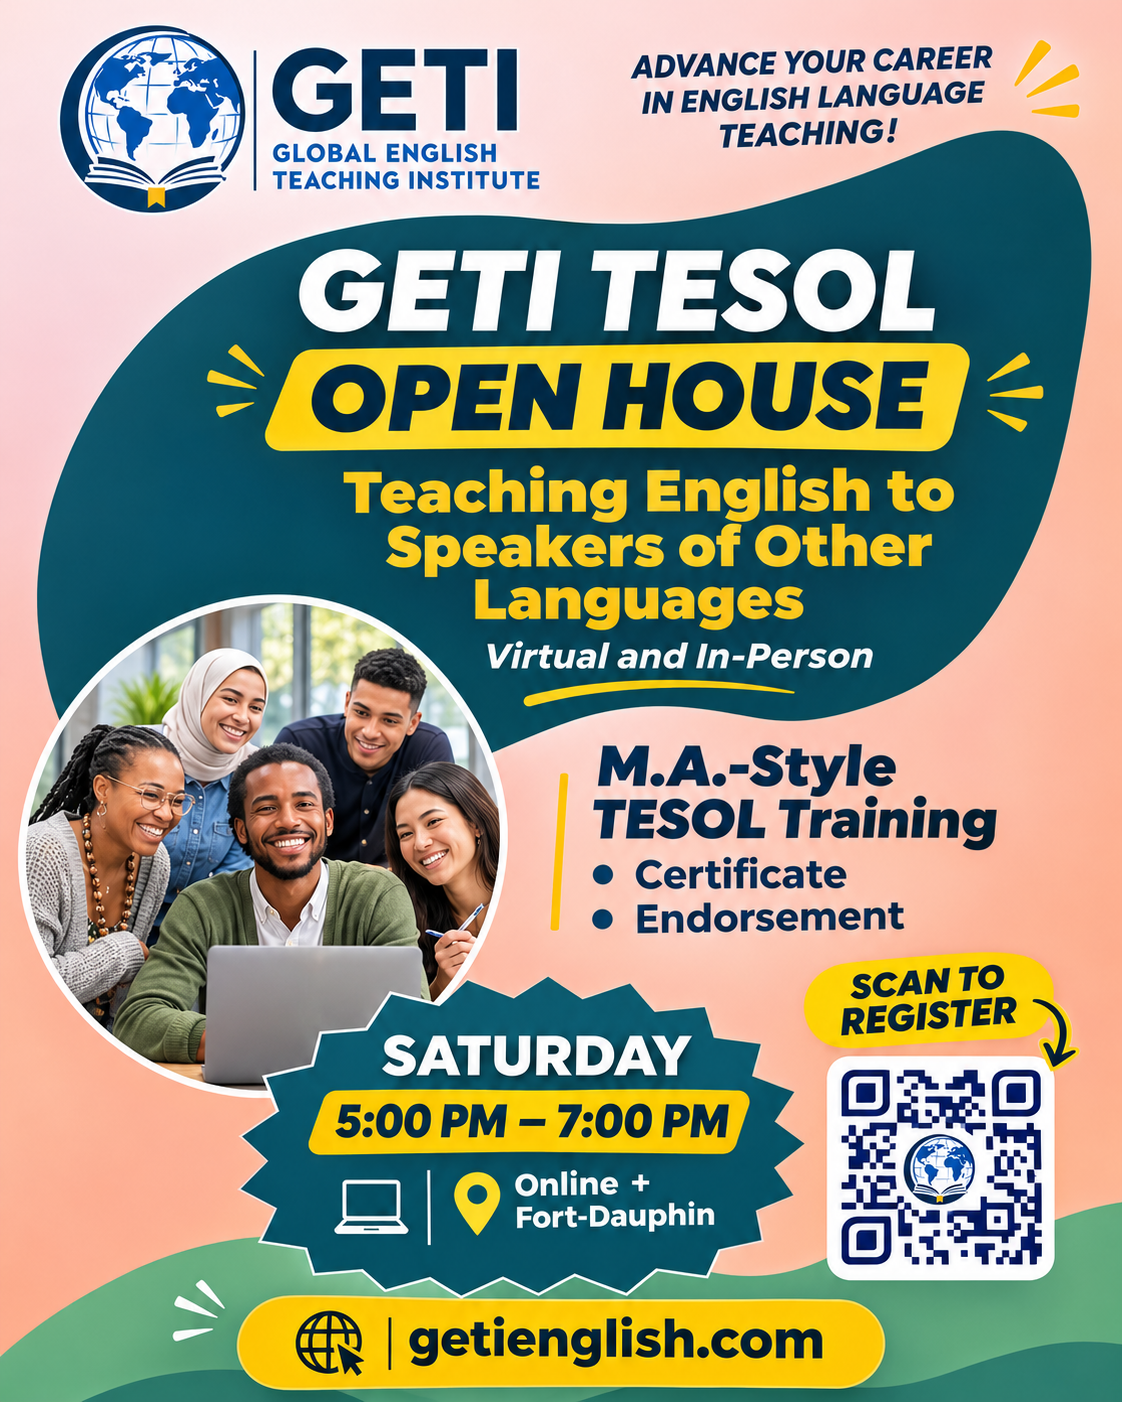 GETI
GLOBAL ENGLISH
TEACHING INSTITUTE
ADVANCE YOUR CAREER
IN ENGLISH LANGUAGE
TEACHING!
GETI TESOL
OPEN HOUSE
Teaching English to
Speakers of Other
Languages
Virtual and In-Person
M.A.-Style
TESOL Training
• Certificate
• Endorsement
SCAN TO
REGISTER
SATURDAY
5:00 PM – 7:00 PM
Online +
Fort-Dauphin
getienglish.com